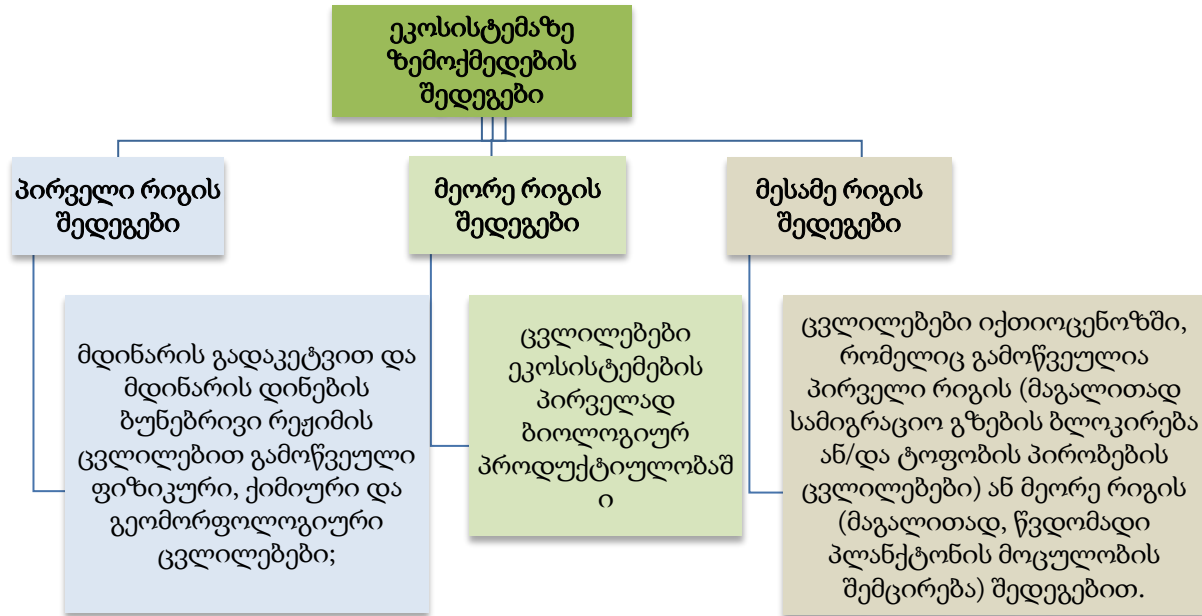 ეკოსისტემაზე
ზემოქმედების
შედეგები
პირველი რიგის
შედეგები
მეორე რიგის
შედეგები
მესამე რიგის
შედეგები
მდინარის გადაკეტვით და
მდინარის დინების
ბუნებრივი რეჟიმის
ცვლილებით გამოწვეული
ფიზიკური, ქიმიური და
გეომორფოლოგიური
ცვლილებები;
ცვლილებები
ეკოსისტემების
პირველად
ბიოლოგიურ
პროდუქტიულობაშ
ი
ცვლილებები იქთიოცენოზში,
რომელიც გამოწვეულია
პირველი რიგის (მაგალითად
სამიგრაციო გზების ბლოკირება
ან/და ტოფობის პირობების
ცვლილებები) ან მეორე რიგის
(მაგალითად, წვდომადი
პლანქტონის მოცულობის
შემცირება) შედეგებით.